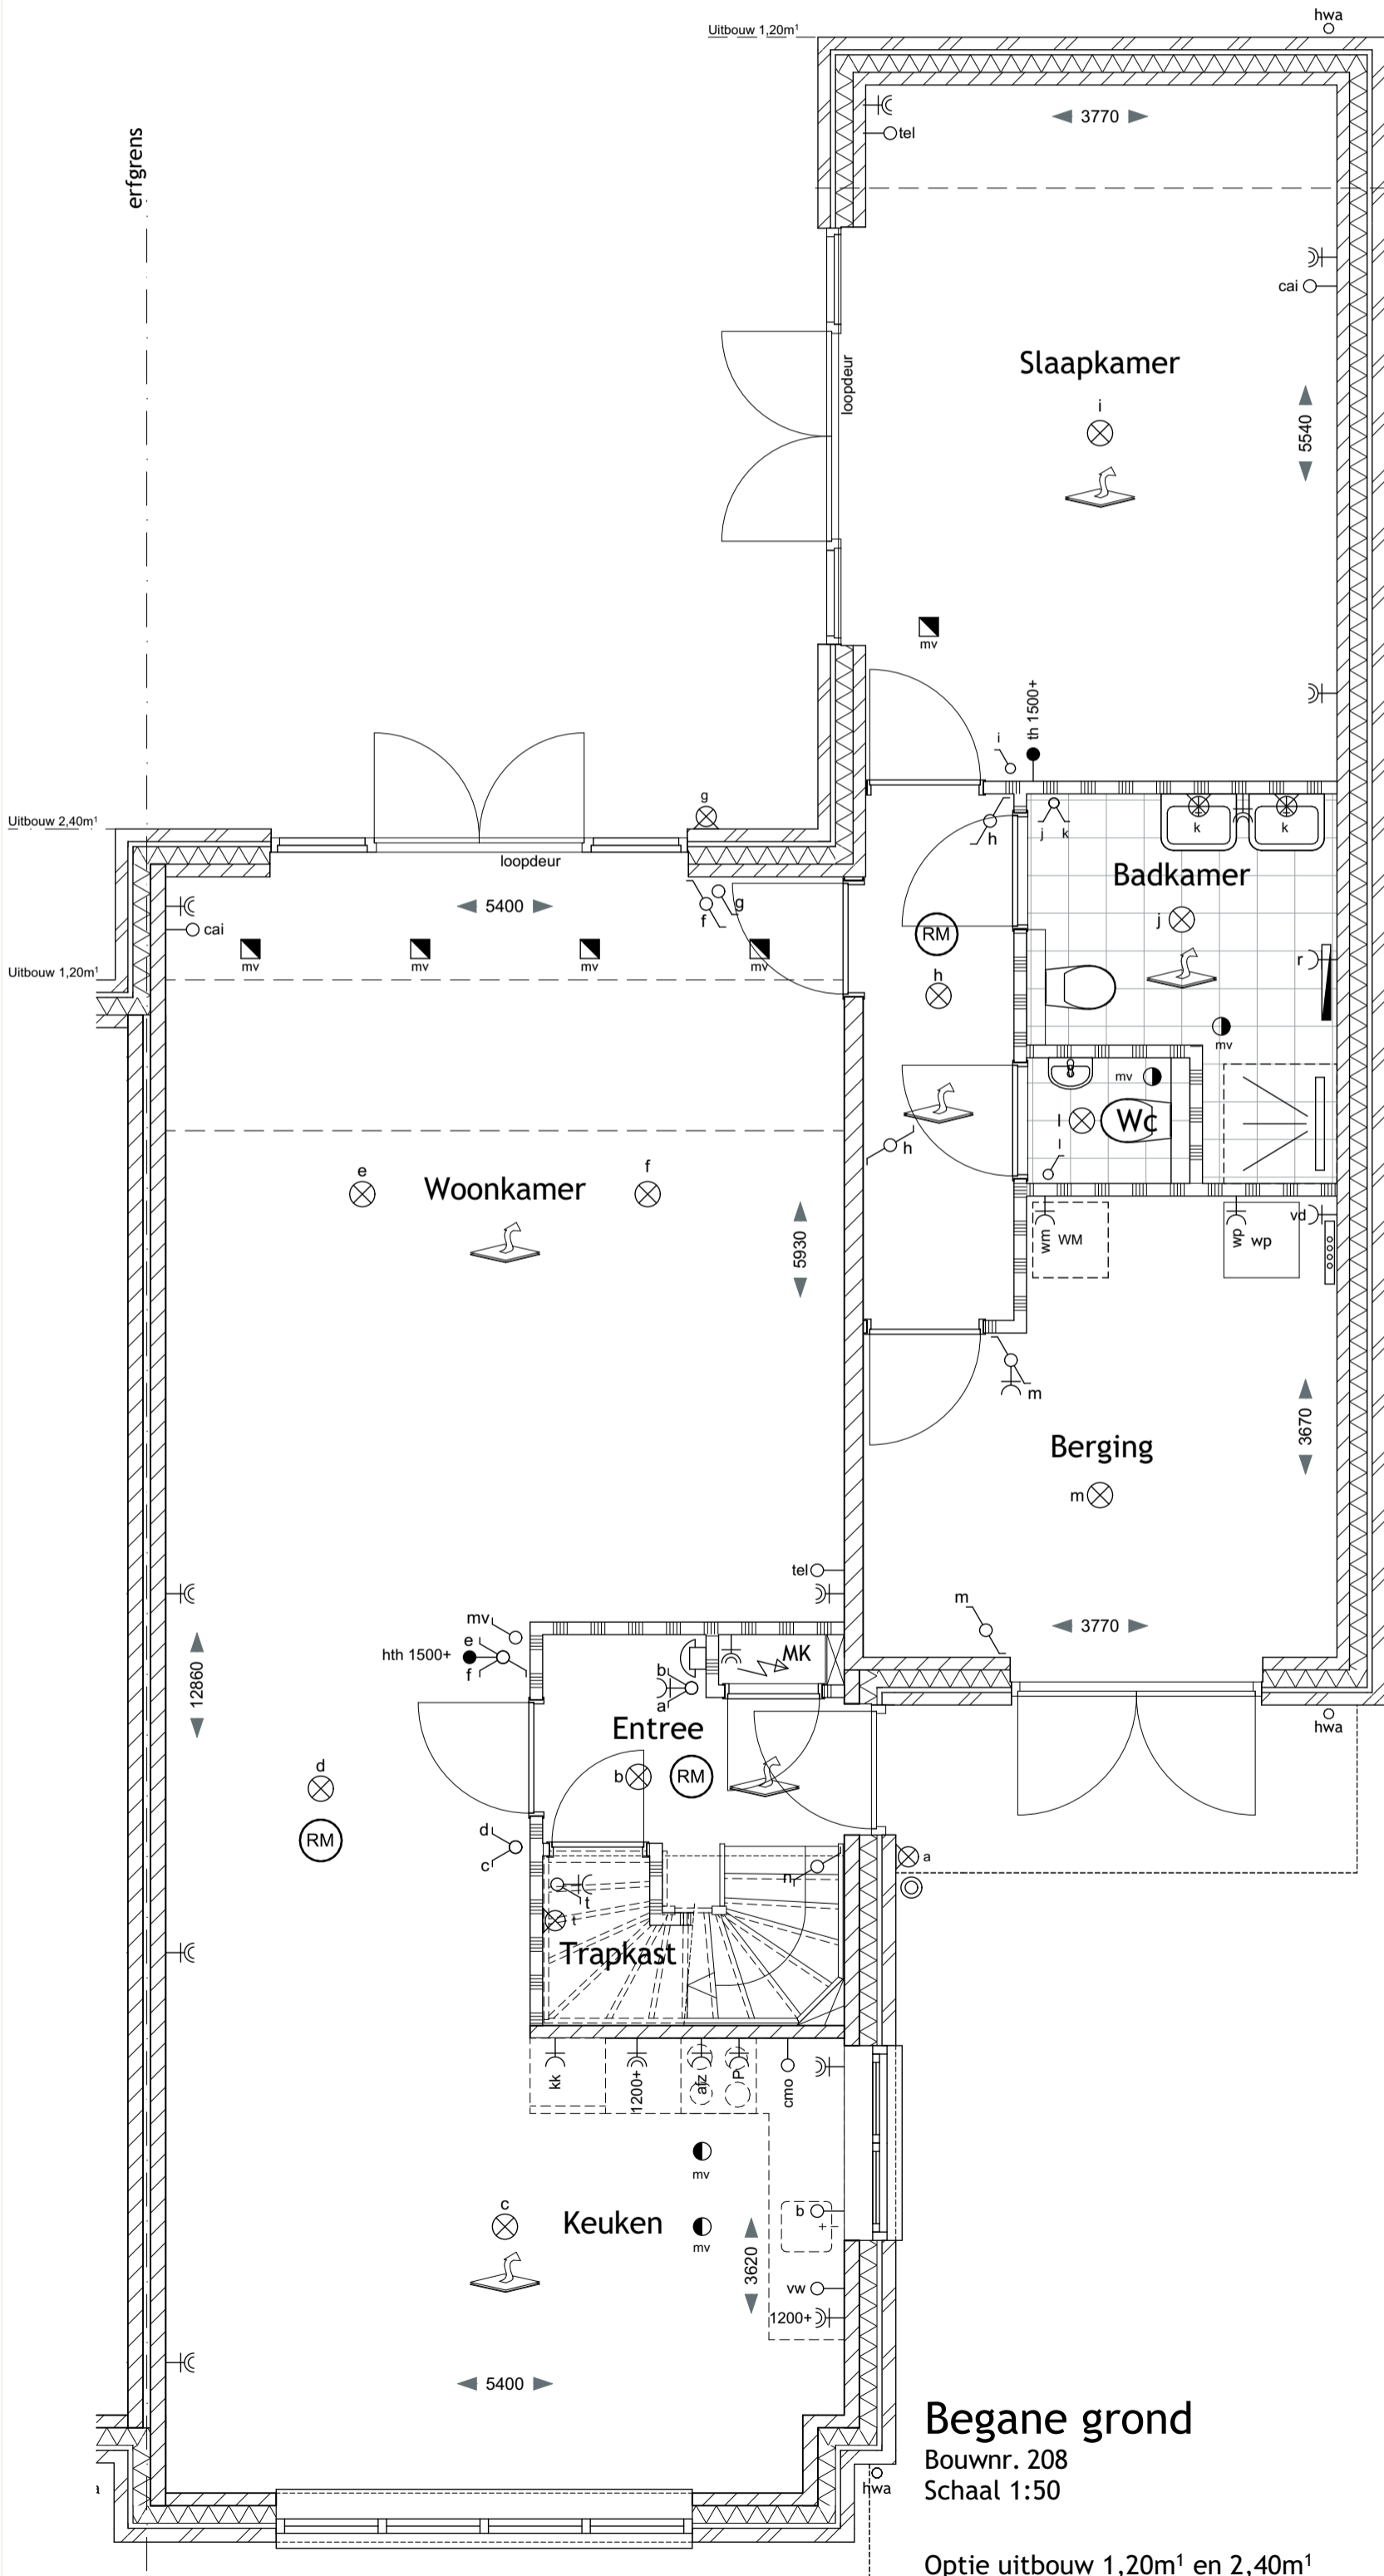 Uitbouw 1,20m¹
hwa
erfgrens
3770
tel
cai
Slaapkamer
loopdeur
i
5540
mv
th 1500+
i
g
h
j k
k k
Uitbouw 2,40m¹
loopdeur
Badkamer
5400
f g
j
cai
RM
r
mv mv mv mv
Uitbouw 1,20m¹
h
mv
mv
l Wc
l
h
e
Woonkamer
f
5930
wm WM
wp wp
vd
m
3670
Berging
m
tel
m
3770
mv
e
hth 1500+
f
MK
b
a
12860
Entree
hwa
d
b RM
RM
d
c
a
n
t
t
Trapkast
kk
1200+
afz
P
cmo
mv
c
Keuken
mv
b
+ -
3620
vw
1200+
5400
Begane grond
Bouwnr. 208
hwa
Schaal 1:50
Optie uitbouw 1,20m¹ en 2,40m¹